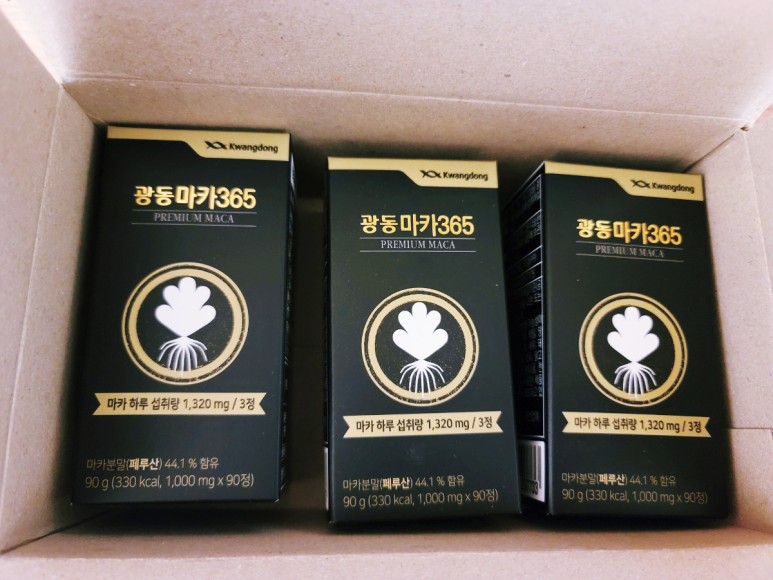 Kwangdong
광동 마카365
PREMIUM MACA
마카 하루 섭취량 1,320 mg / 3정
마카분말(페루산) 44.1 % 함유
90 g (330 kcal, 1,000 mg x 90정)
Kwangdong
광동 마카365
PREMIUM MACA
마카 하루 섭취량 1,320 mg / 3정
마카분말(페루산) 44.1 % 함유
90 g (330 kcal, 1,000 mg x 90정)
Kwangdong
광동 마카365
PREMIUM MACA
마카 하루 섭취량 1,320 mg / 3정
마카분말(페루산) 44.1 % 함유
90 g (330 kcal, 1,000 mg x 90정)